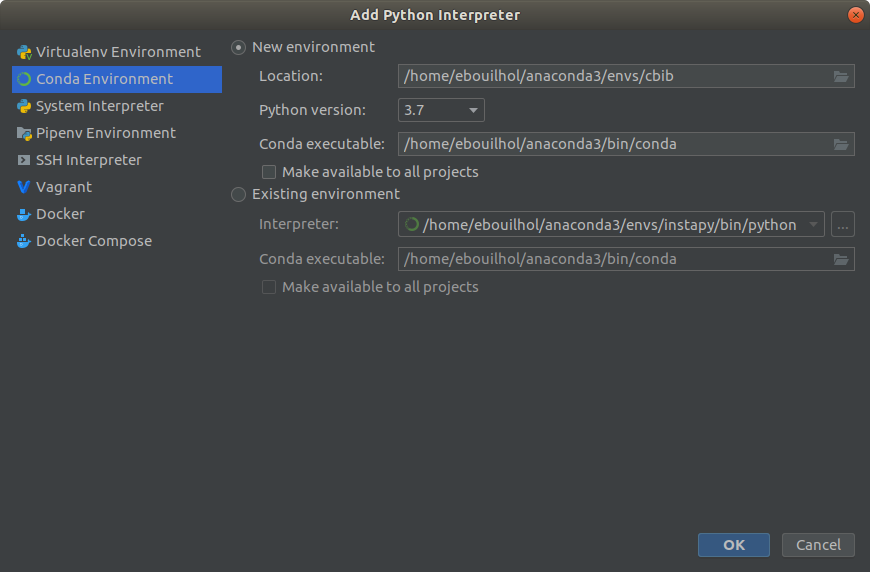 Add Python Interpreter
Virtualenv Environment
Conda Environment
System Interpreter
Pipenv Environment
SSH Interpreter
Vagrant
Docker
Docker Compose
New environment
Location: /home/ebouilhol/anaconda3/envs/cbib
Python version: 3.7
Conda executable: /home/ebouilhol/anaconda3/bin/conda
Make available to all projects
Existing environment
Interpreter: /home/ebouilhol/anaconda3/envs/instapy/bin/python ...
Conda executable: /home/ebouilhol/anaconda3/bin/conda
Make available to all projects
OK Cancel